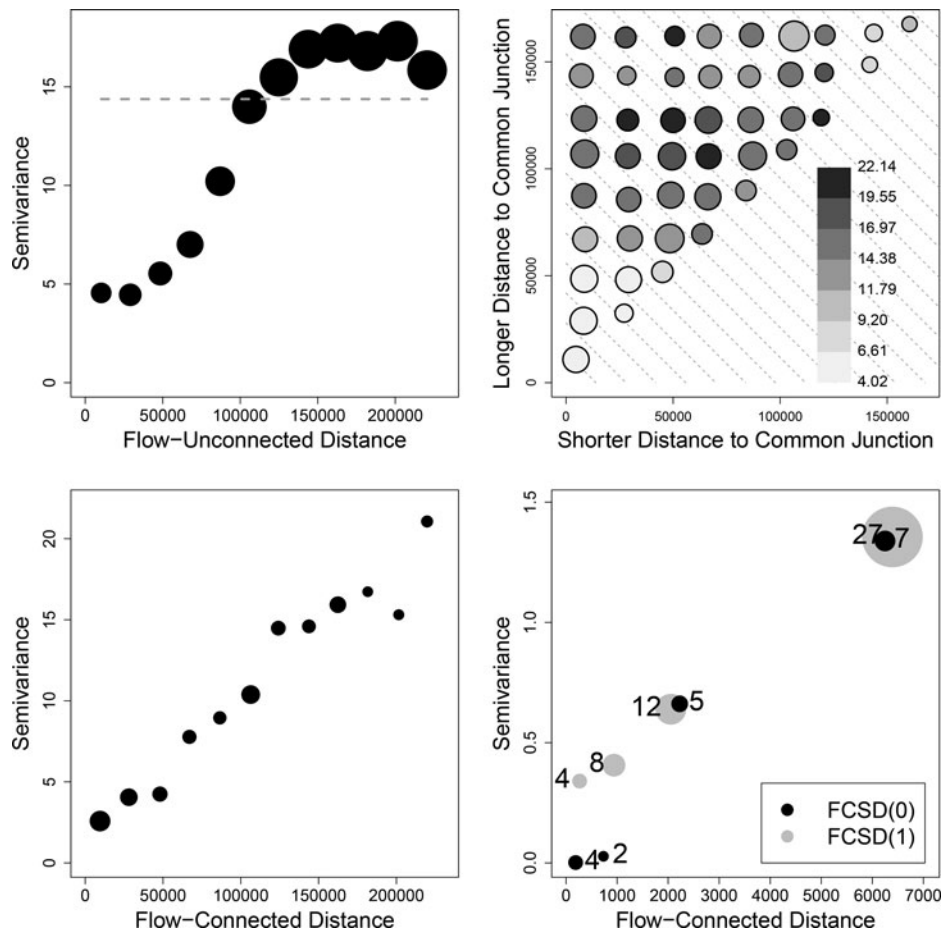 Semivariance
15
10
5
0
0 50000 100000 150000 200000
Flow−Unconnected Distance
Longer Distance to Common Junction
150000
100000
50000
0
22.14
19.55
16.97
14.38
11.79
9.20
6.61
4.02
0 50000 100000 150000
Shorter Distance to Common Junction
Semivariance
20
15
10
5
0
0 50000 100000 150000 200000
Flow−Connected Distance
Semivariance
1.5
1.0
0.5
0.0
27 7
12 5
8
4
4 2
FCSD(0)
FCSD(1)
0 1000 2000 3000 4000 5000 6000 7000
Flow−Connected Distance